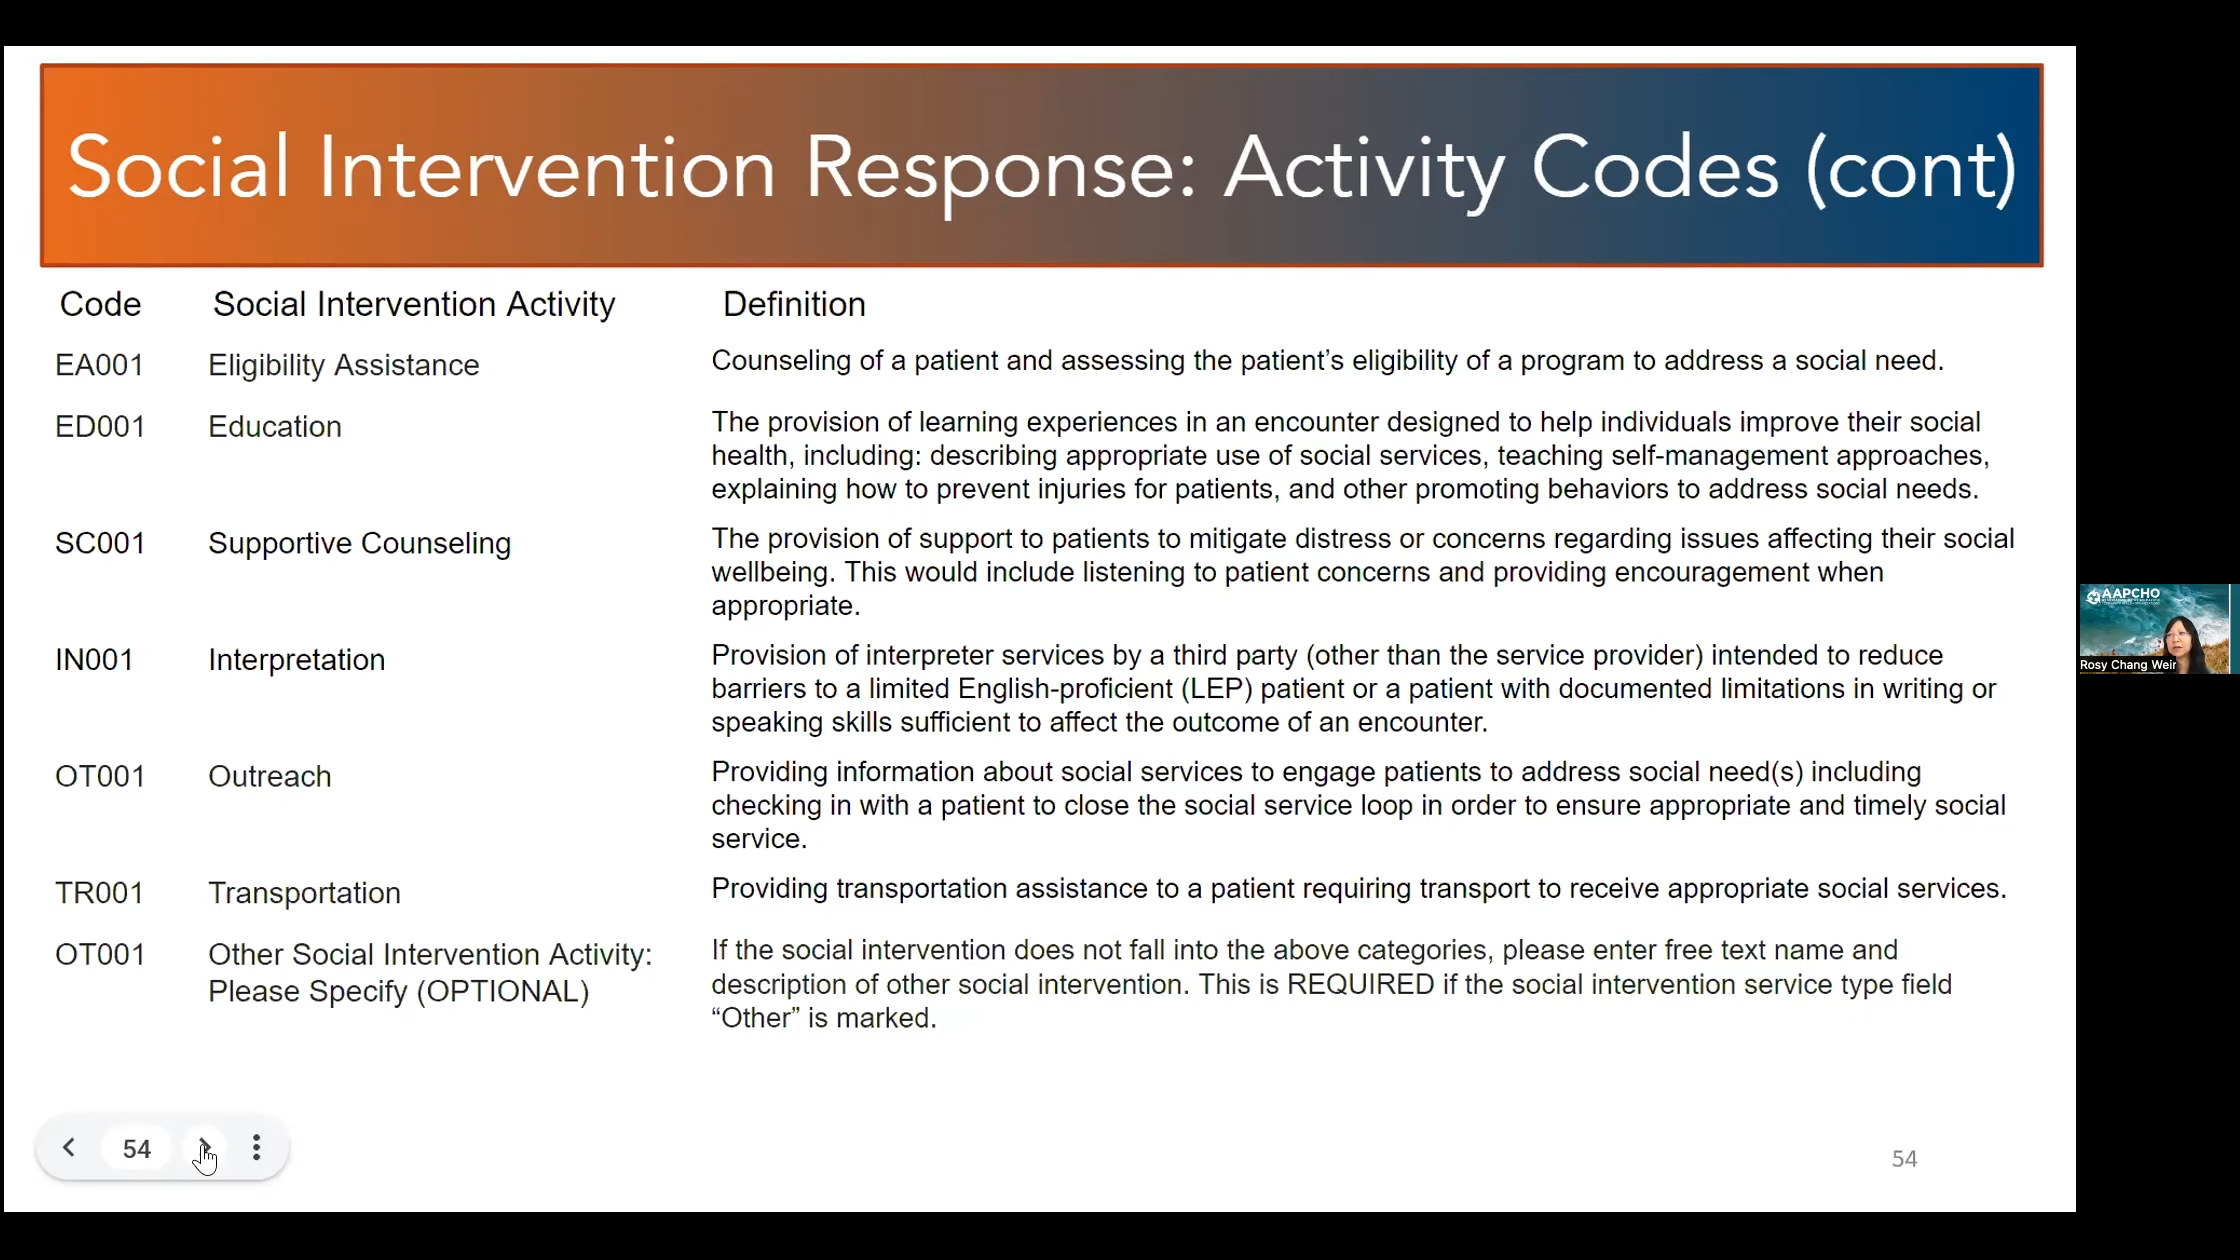 Social Intervention Response: Activity Codes (cont)
Code Social Intervention Activity Definition
EA001 Eligibility Assistance Counseling of a patient and assessing the patient’s eligibility of a program to address a social need.
ED001 Education The provision of learning experiences in an encounter designed to help individuals improve their social
health, including: describing appropriate use of social services, teaching self-management approaches,
explaining how to prevent injuries for patients, and other promoting behaviors to address social needs.
SC001 Supportive Counseling The provision of support to patients to mitigate distress or concerns regarding issues affecting their social
wellbeing. This would include listening to patient concerns and providing encouragement when
appropriate.
IN001 Interpretation Provision of interpreter services by a third party (other than the service provider) intended to reduce
barriers to a limited English-proficient (LEP) patient or a patient with documented limitations in writing or
speaking skills sufficient to affect the outcome of an encounter.
OT001 Outreach Providing information about social services to engage patients to address social need(s) including
checking in with a patient to close the social service loop in order to ensure appropriate and timely social
service.
TR001 Transportation Providing transportation assistance to a patient requiring transport to receive appropriate social services.
OT001 Other Social Intervention Activity: If the social intervention does not fall into the above categories, please enter free text name and
Please Specify (OPTIONAL) description of other social intervention. This is REQUIRED if the social intervention service type field
“Other” is marked.
54
54
AAPCHO
Rosy Chang Weir